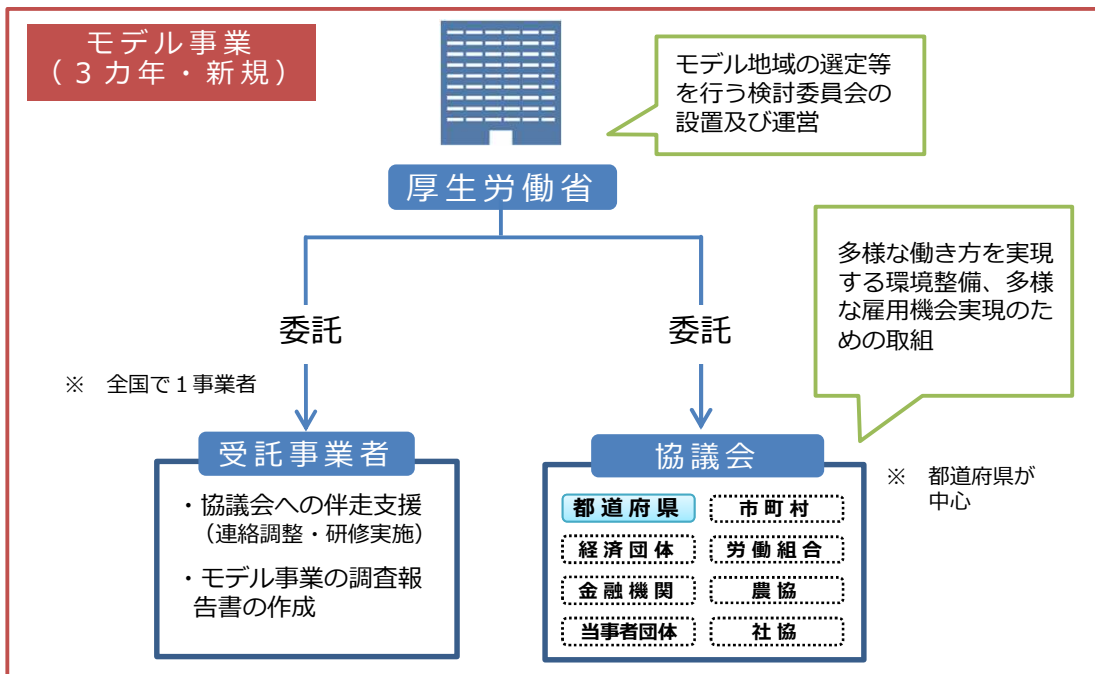 モデル事業
（３カ年・新規）
モデル地域の選定等
を行う検討委員会の
設置及び運営
厚生労働省
多様な働き方を実現
する環境整備、多様
な雇用機会実現のた
めの取組
委託
委託
※　全国で１事業者
受託事業者
・協議会への伴走支援
（連絡調整・研修実施）
・モデル事業の調査報
告書の作成
協議会
※　都道府県が
中心
都道府県
市町村
経済団体
労働組合
金融機関
農協
当事者団体
社協